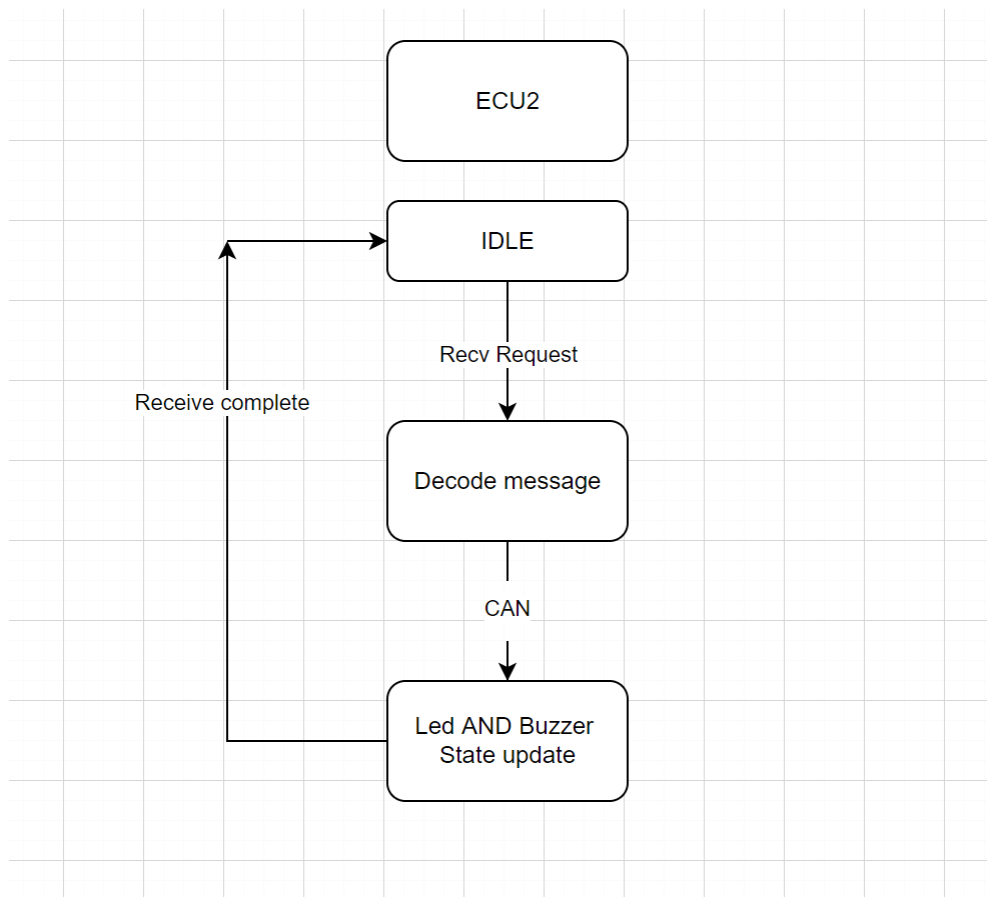 ECU2
IDLE
Recv Request
Receive complete
Decode message
CAN
Led AND Buzzer
State update